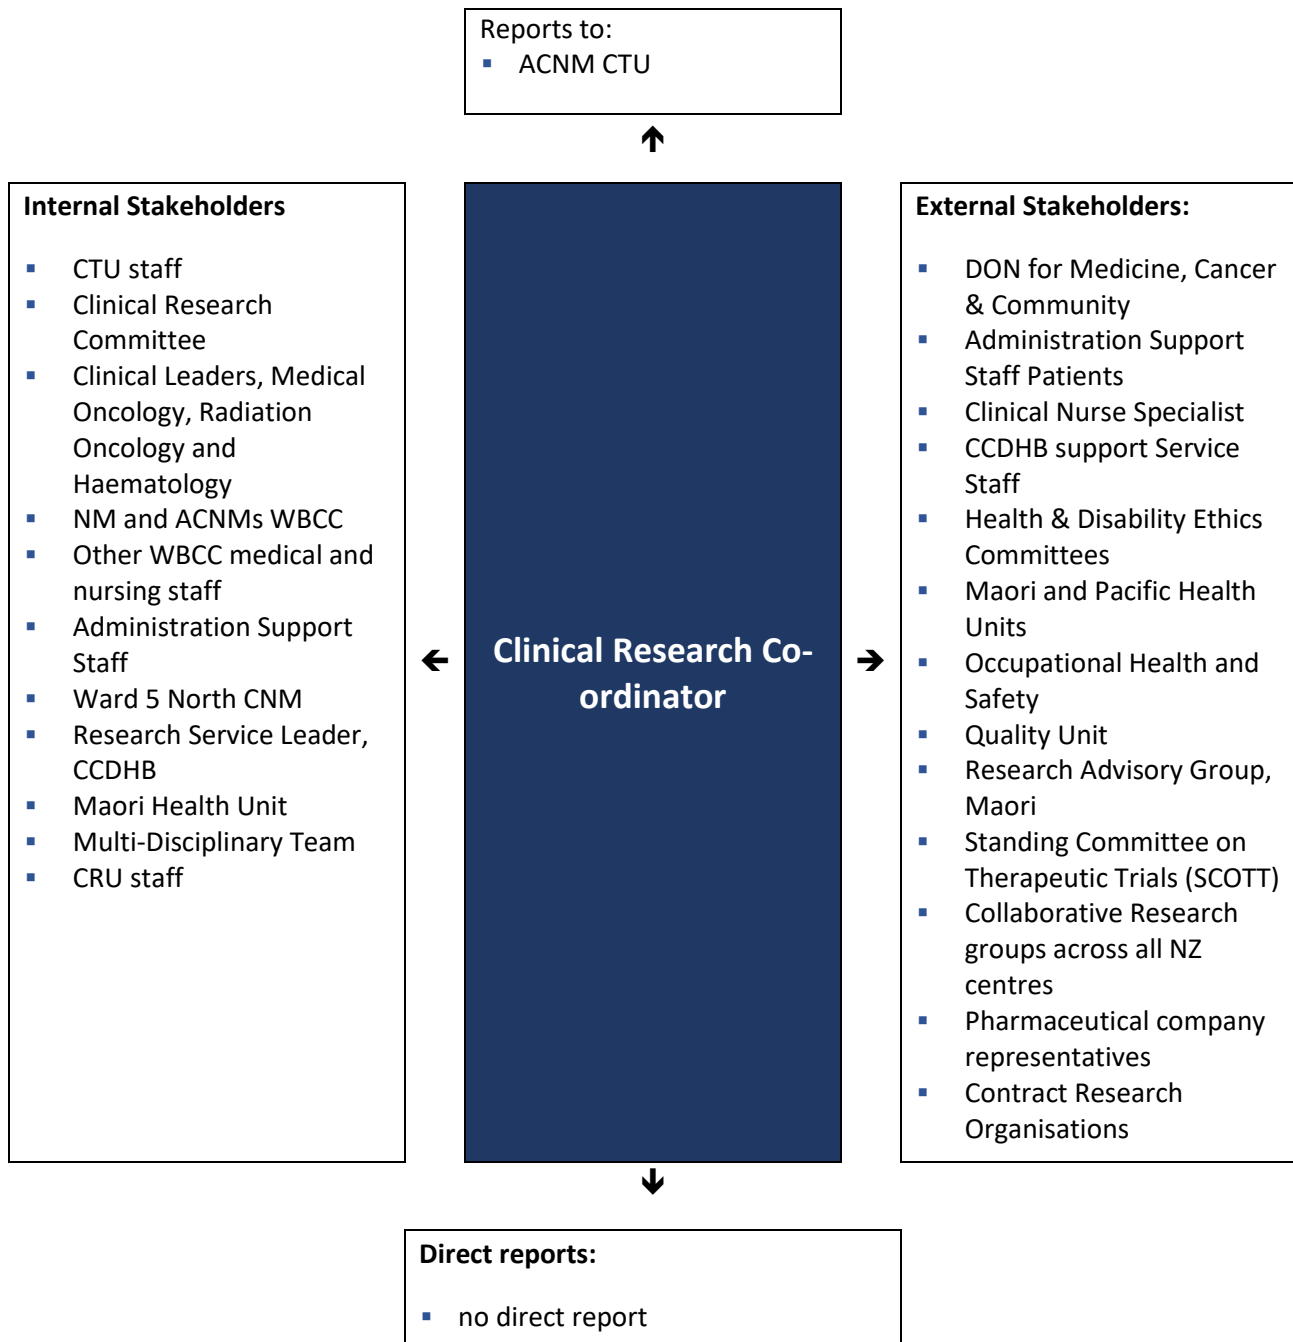 Reports to:
▪ ACNM CTU
Internal Stakeholders
▪ CTU staff
▪ Clinical Research
Committee
▪ Clinical Leaders, Medical
Oncology, Radiation
Oncology and
Haematology
▪ NM and ACNMs WBCC
▪ Other WBCC medical and
nursing staff
▪ Administration Support
Staff
▪ Ward 5 North CNM
▪ Research Service Leader,
CCDHB
▪ Maori Health Unit
▪ Multi-Disciplinary Team
▪ CRU staff
Clinical Research Co-
ordinator
External Stakeholders:
▪ DON for Medicine, Cancer
& Community
▪ Administration Support
Staff Patients
▪ Clinical Nurse Specialist
▪ CCDHB support Service
Staff
▪ Health & Disability Ethics
Committees
▪ Maori and Pacific Health
Units
▪ Occupational Health and
Safety
▪ Quality Unit
▪ Research Advisory Group,
Maori
▪ Standing Committee on
Therapeutic Trials (SCOTT)
▪ Collaborative Research
groups across all NZ
centres
▪ Pharmaceutical company
representatives
▪ Contract Research
Organisations
Direct reports:
▪ no direct report